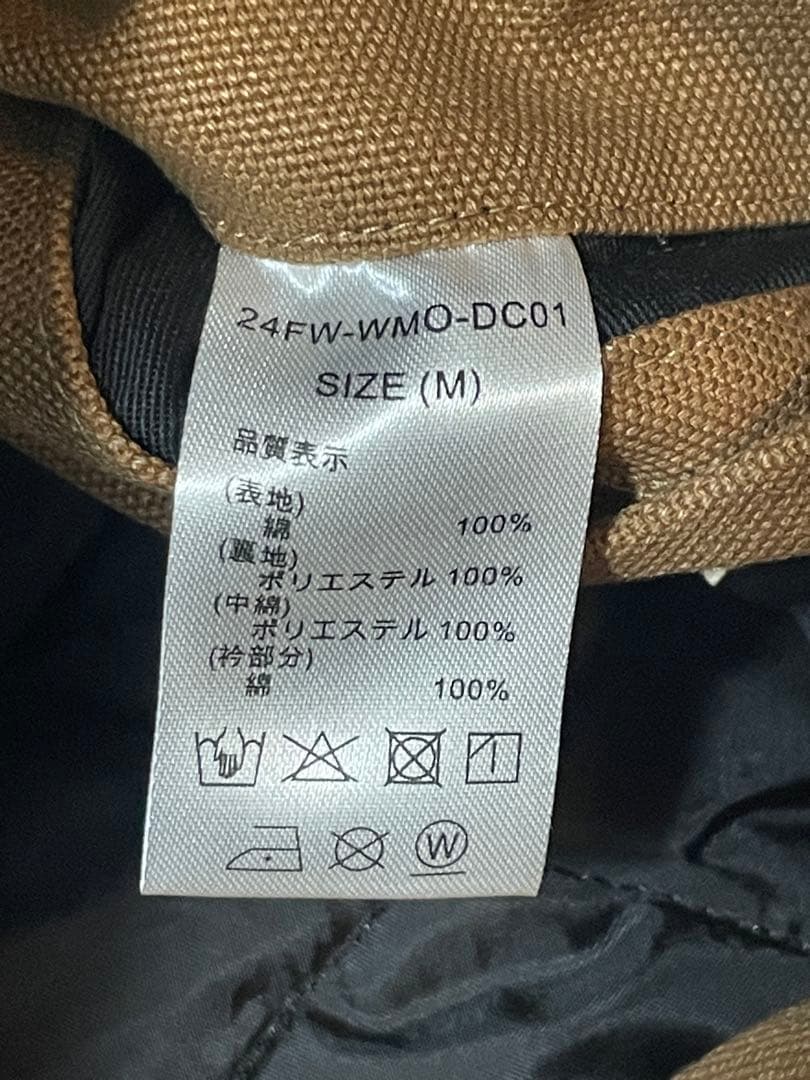 24FW-WMO-DC01
SIZE (M)
品質表示
(表地)
綿 100%
(裏地)
ポリエステル 100%
(中綿)
ポリエステル 100%
(衿部分)
綿 100%
W